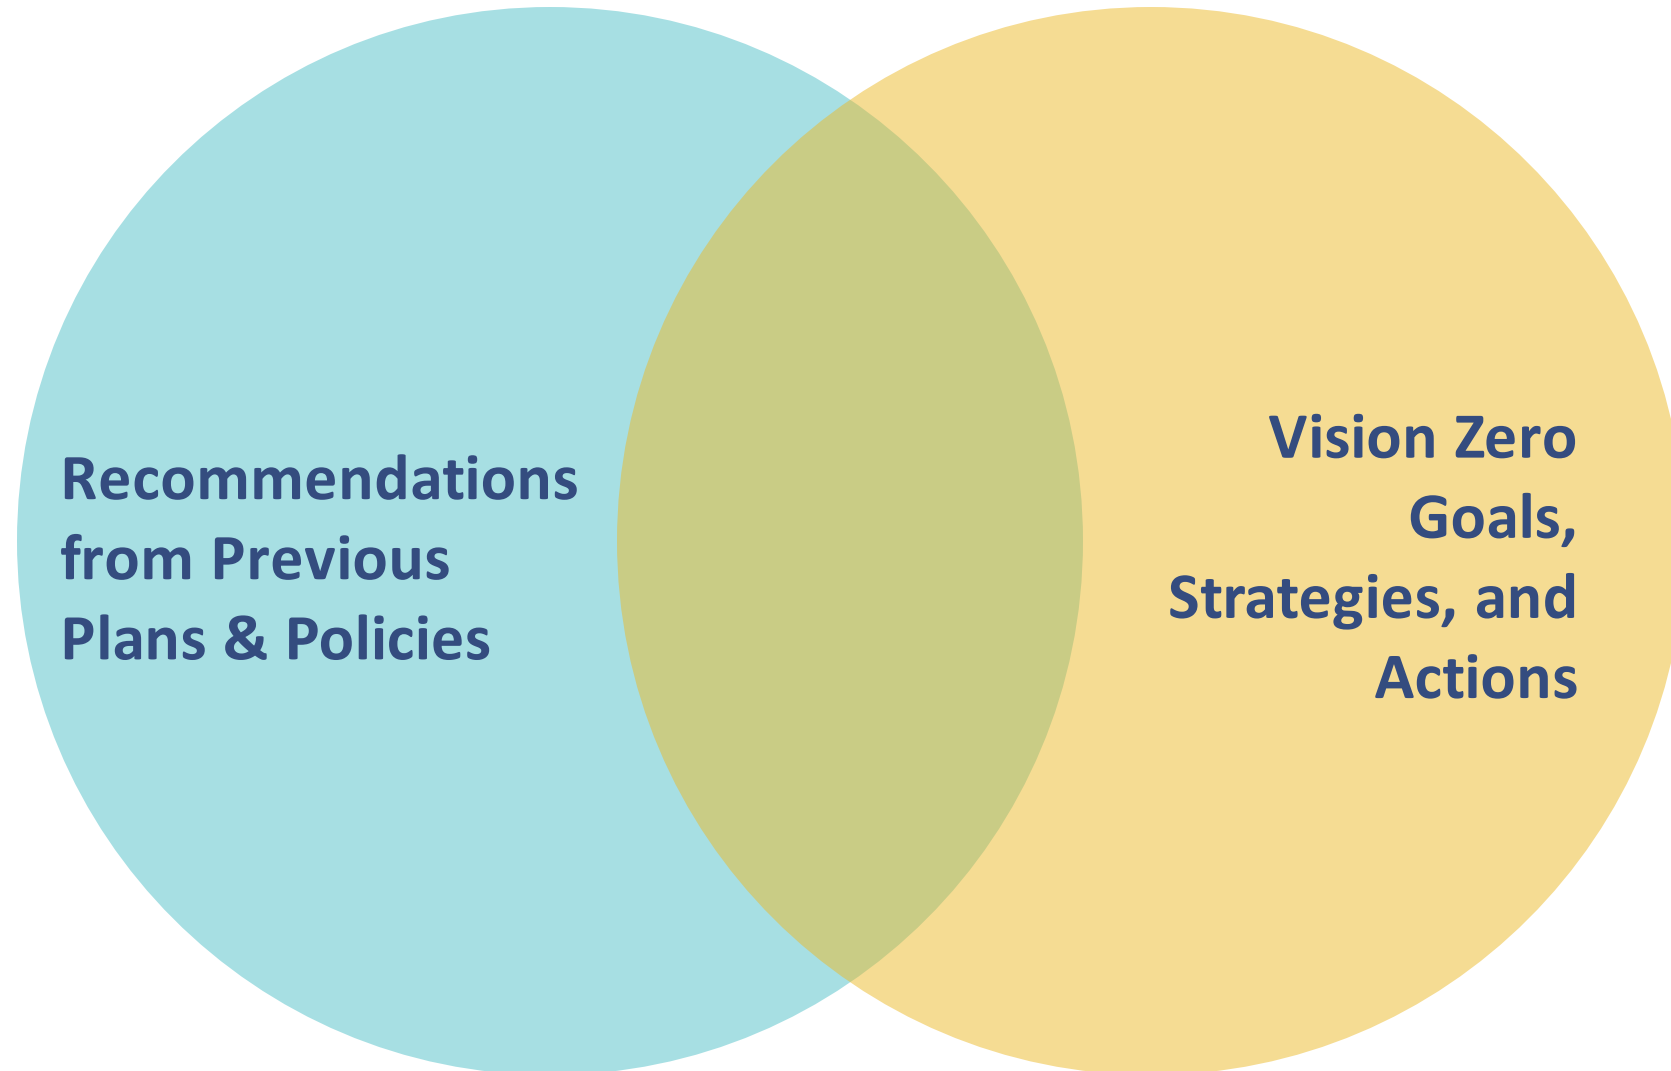 Recommendations
from Previous
Plans & Policies
Vision Zero
Goals,
Strategies, and
Actions